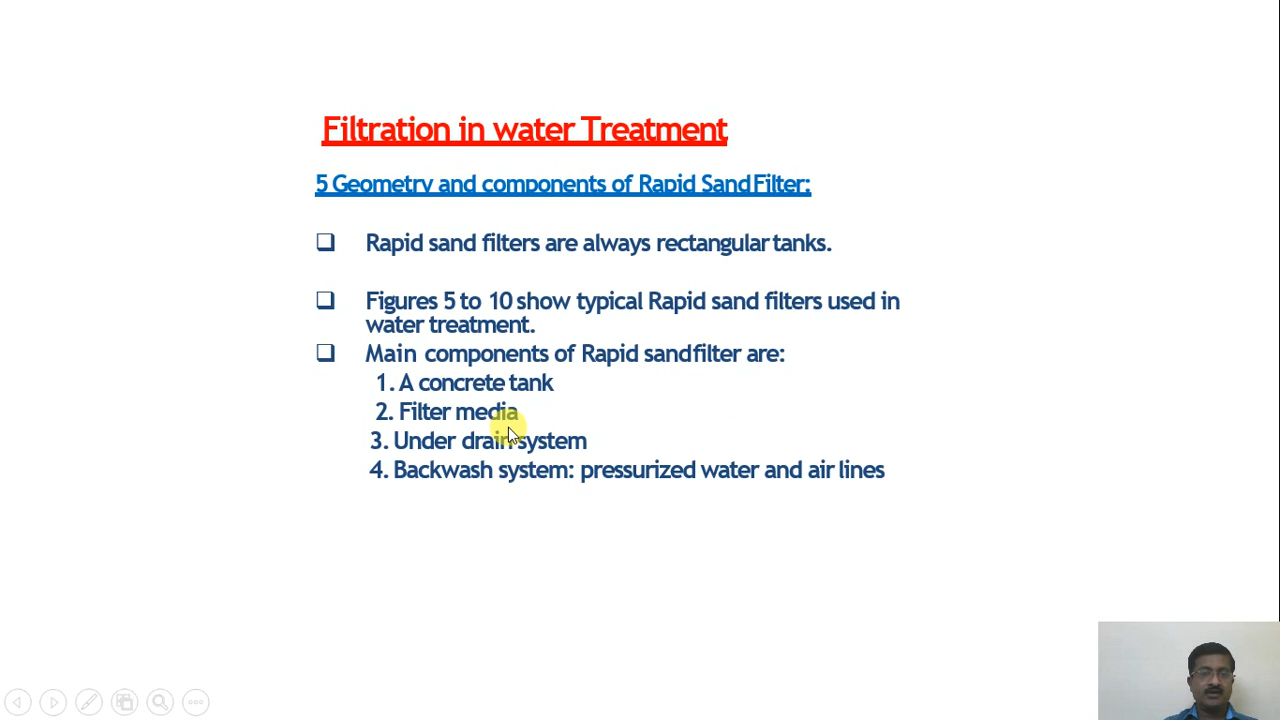 Filtration in water Treatment
5 Geometry and components of Rapid Sand Filter:
❑ Rapid sand filters are always rectangular tanks.
❑ Figures 5 to 10 show typical Rapid sand filters used in
water treatment.
❑ Main components of Rapid sand filter are:
1. A concrete tank
2. Filter media
3. Under drain system
4. Backwash system: pressurized water and air lines